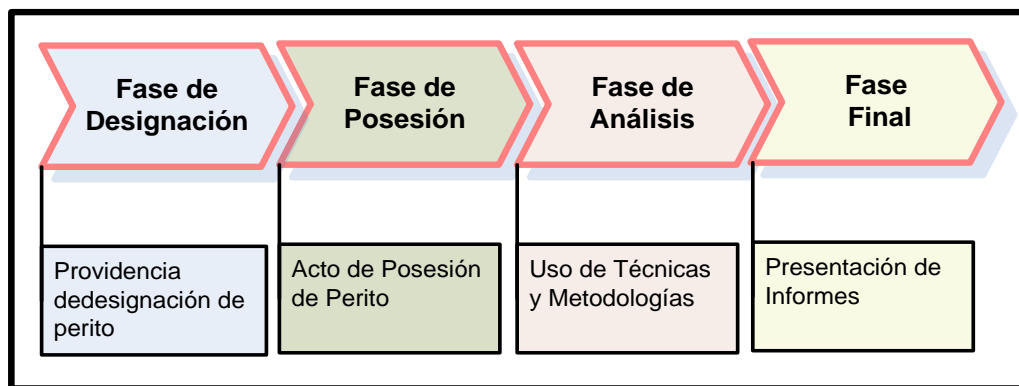 Fase de
Designación
Fase de
Posesión
Fase de
Análisis
Fase
Final
Providencia
dedesignación de
perito
Acto de Posesión
de Perito
Uso de Técnicas
y Metodologías
Presentación de
Informes